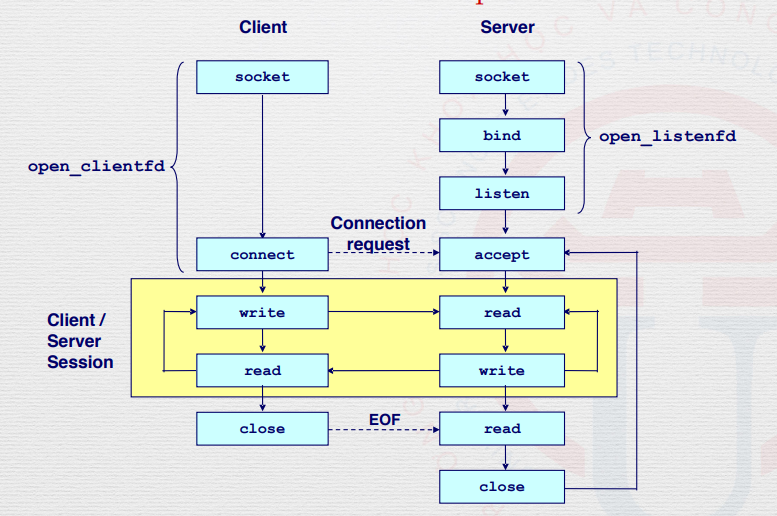 Client
Server
socket
socket
bind
open_listenfd
open_clientfd
listen
Connection
request
connect
accept
Client /
Server
Session
write
read
read
write
close
EOF
read
close